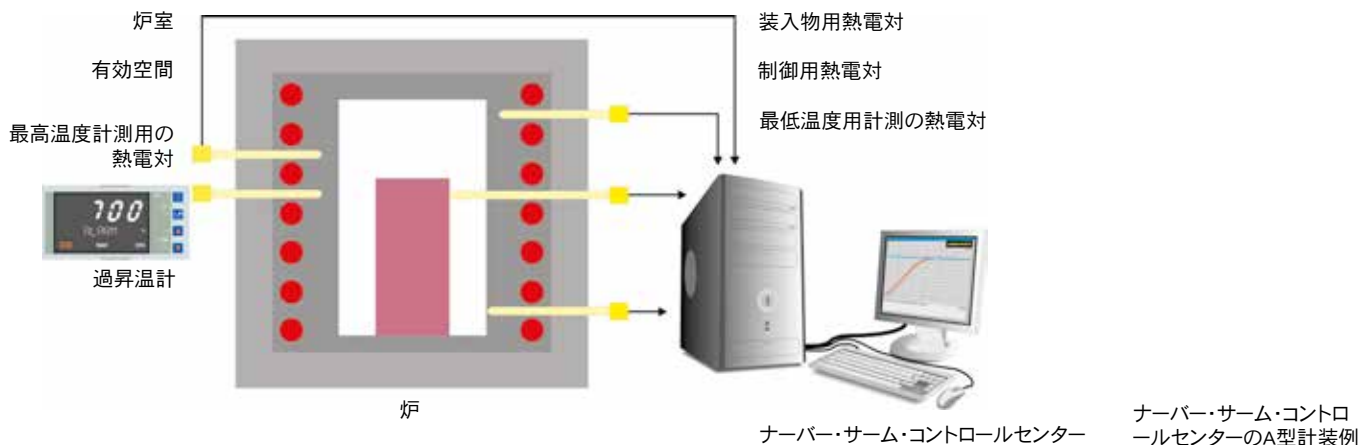 炉室
装入物用熱電対
有効空間
制御用熱電対
最高温度計測用の
熱電対
最低温度用計測の熱電対
700
ALARM
過昇温計
炉
ナーバー・サーム・コントロールセンター
ナーバー・サーム・コントロ
ールセンターのA型計装例